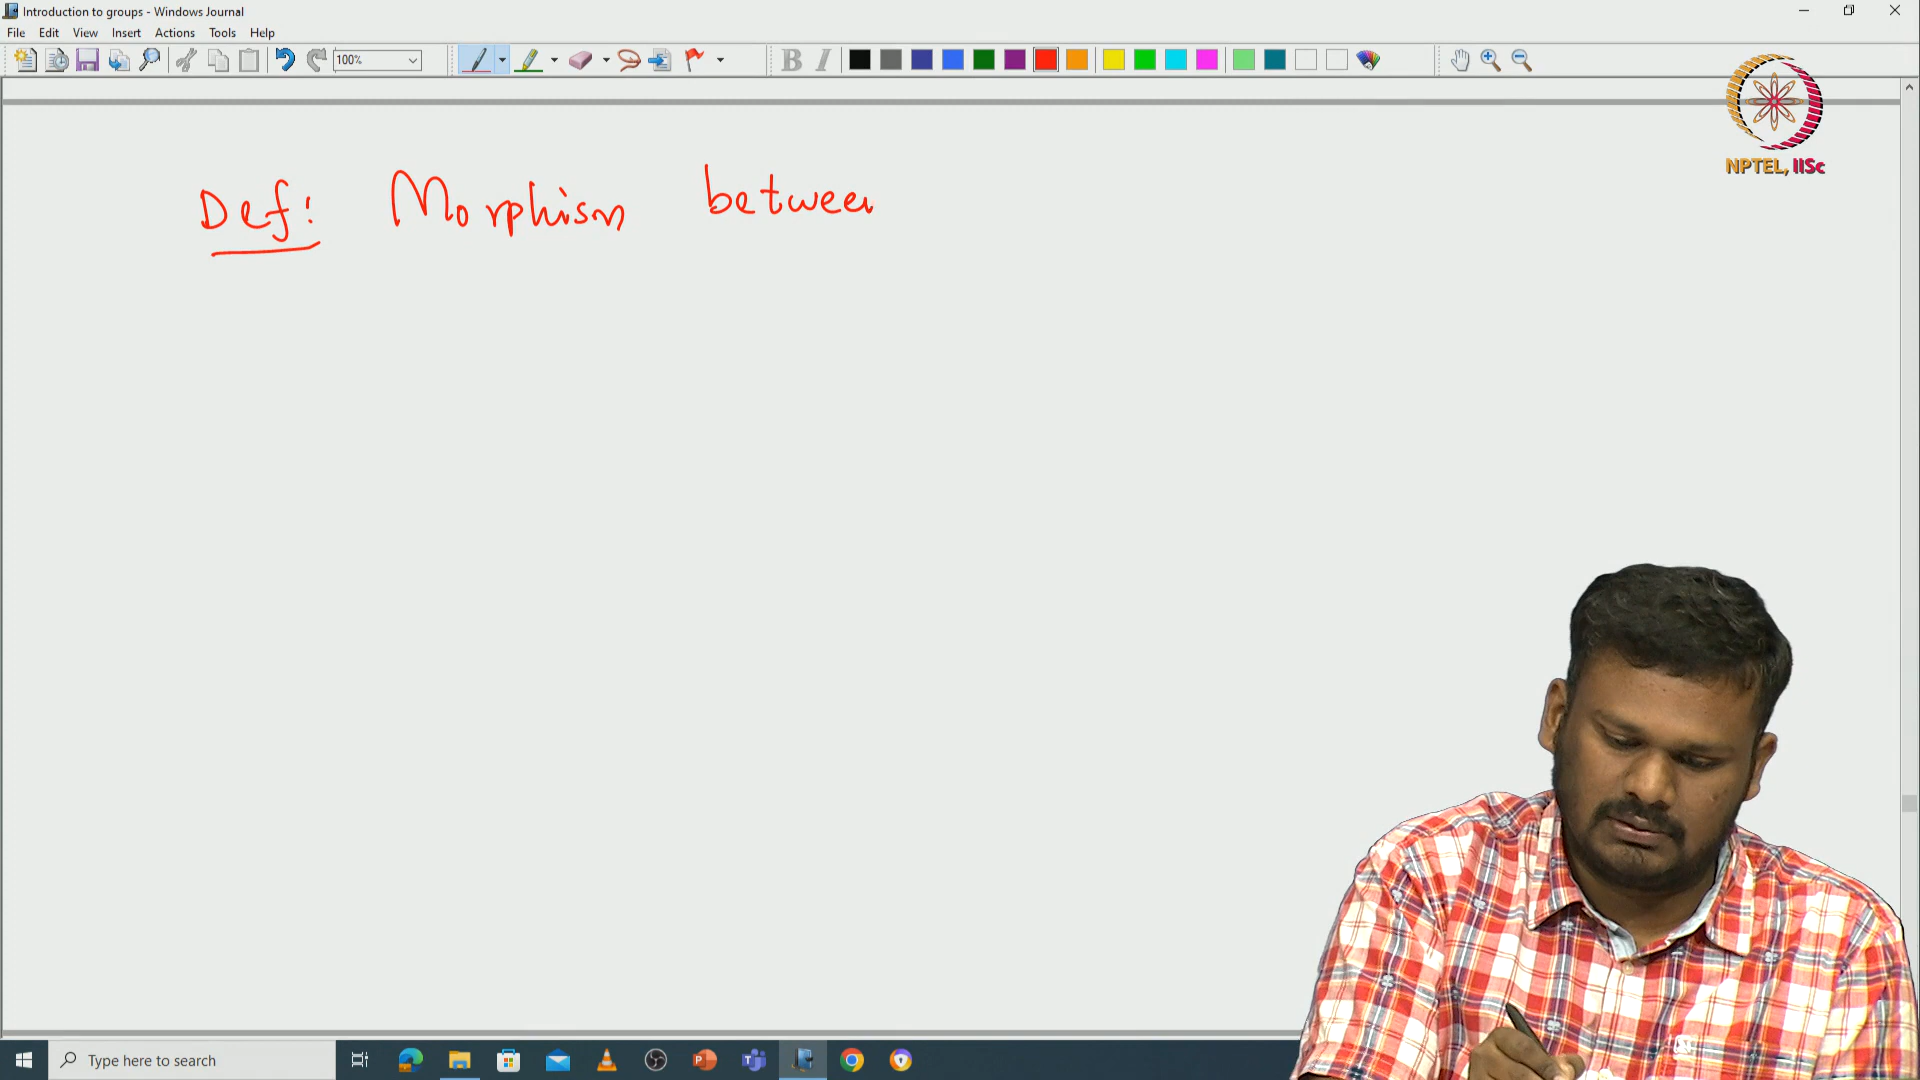 Introduction to groups - Windows Journal
File Edit View Insert Actions Tools Help
100%
B I
NPTEL, IISc
Def: Morphism between
Type here to search